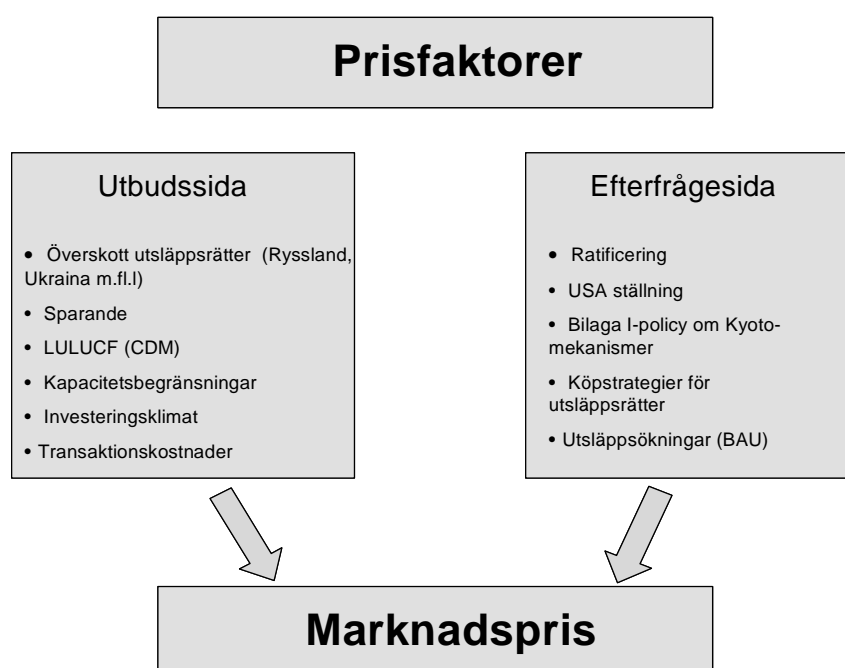 Prisfaktorer
Utbudssida
• Överskott utsläppsrätter (Ryssland,
Ukraina m.fl.l)
• Sparande
• LULUCF (CDM)
• Kapacitetsbegränsningar
• Investeringsklimat
• Transaktionskostnader
Efterfrågesida
• Ratificering
• USA ställning
• Bilaga I-policy om Kyoto-
mekanismer
• Köpstrategier för
utsläppsrätter
• Utsläppsökningar (BAU)
Marknadspris